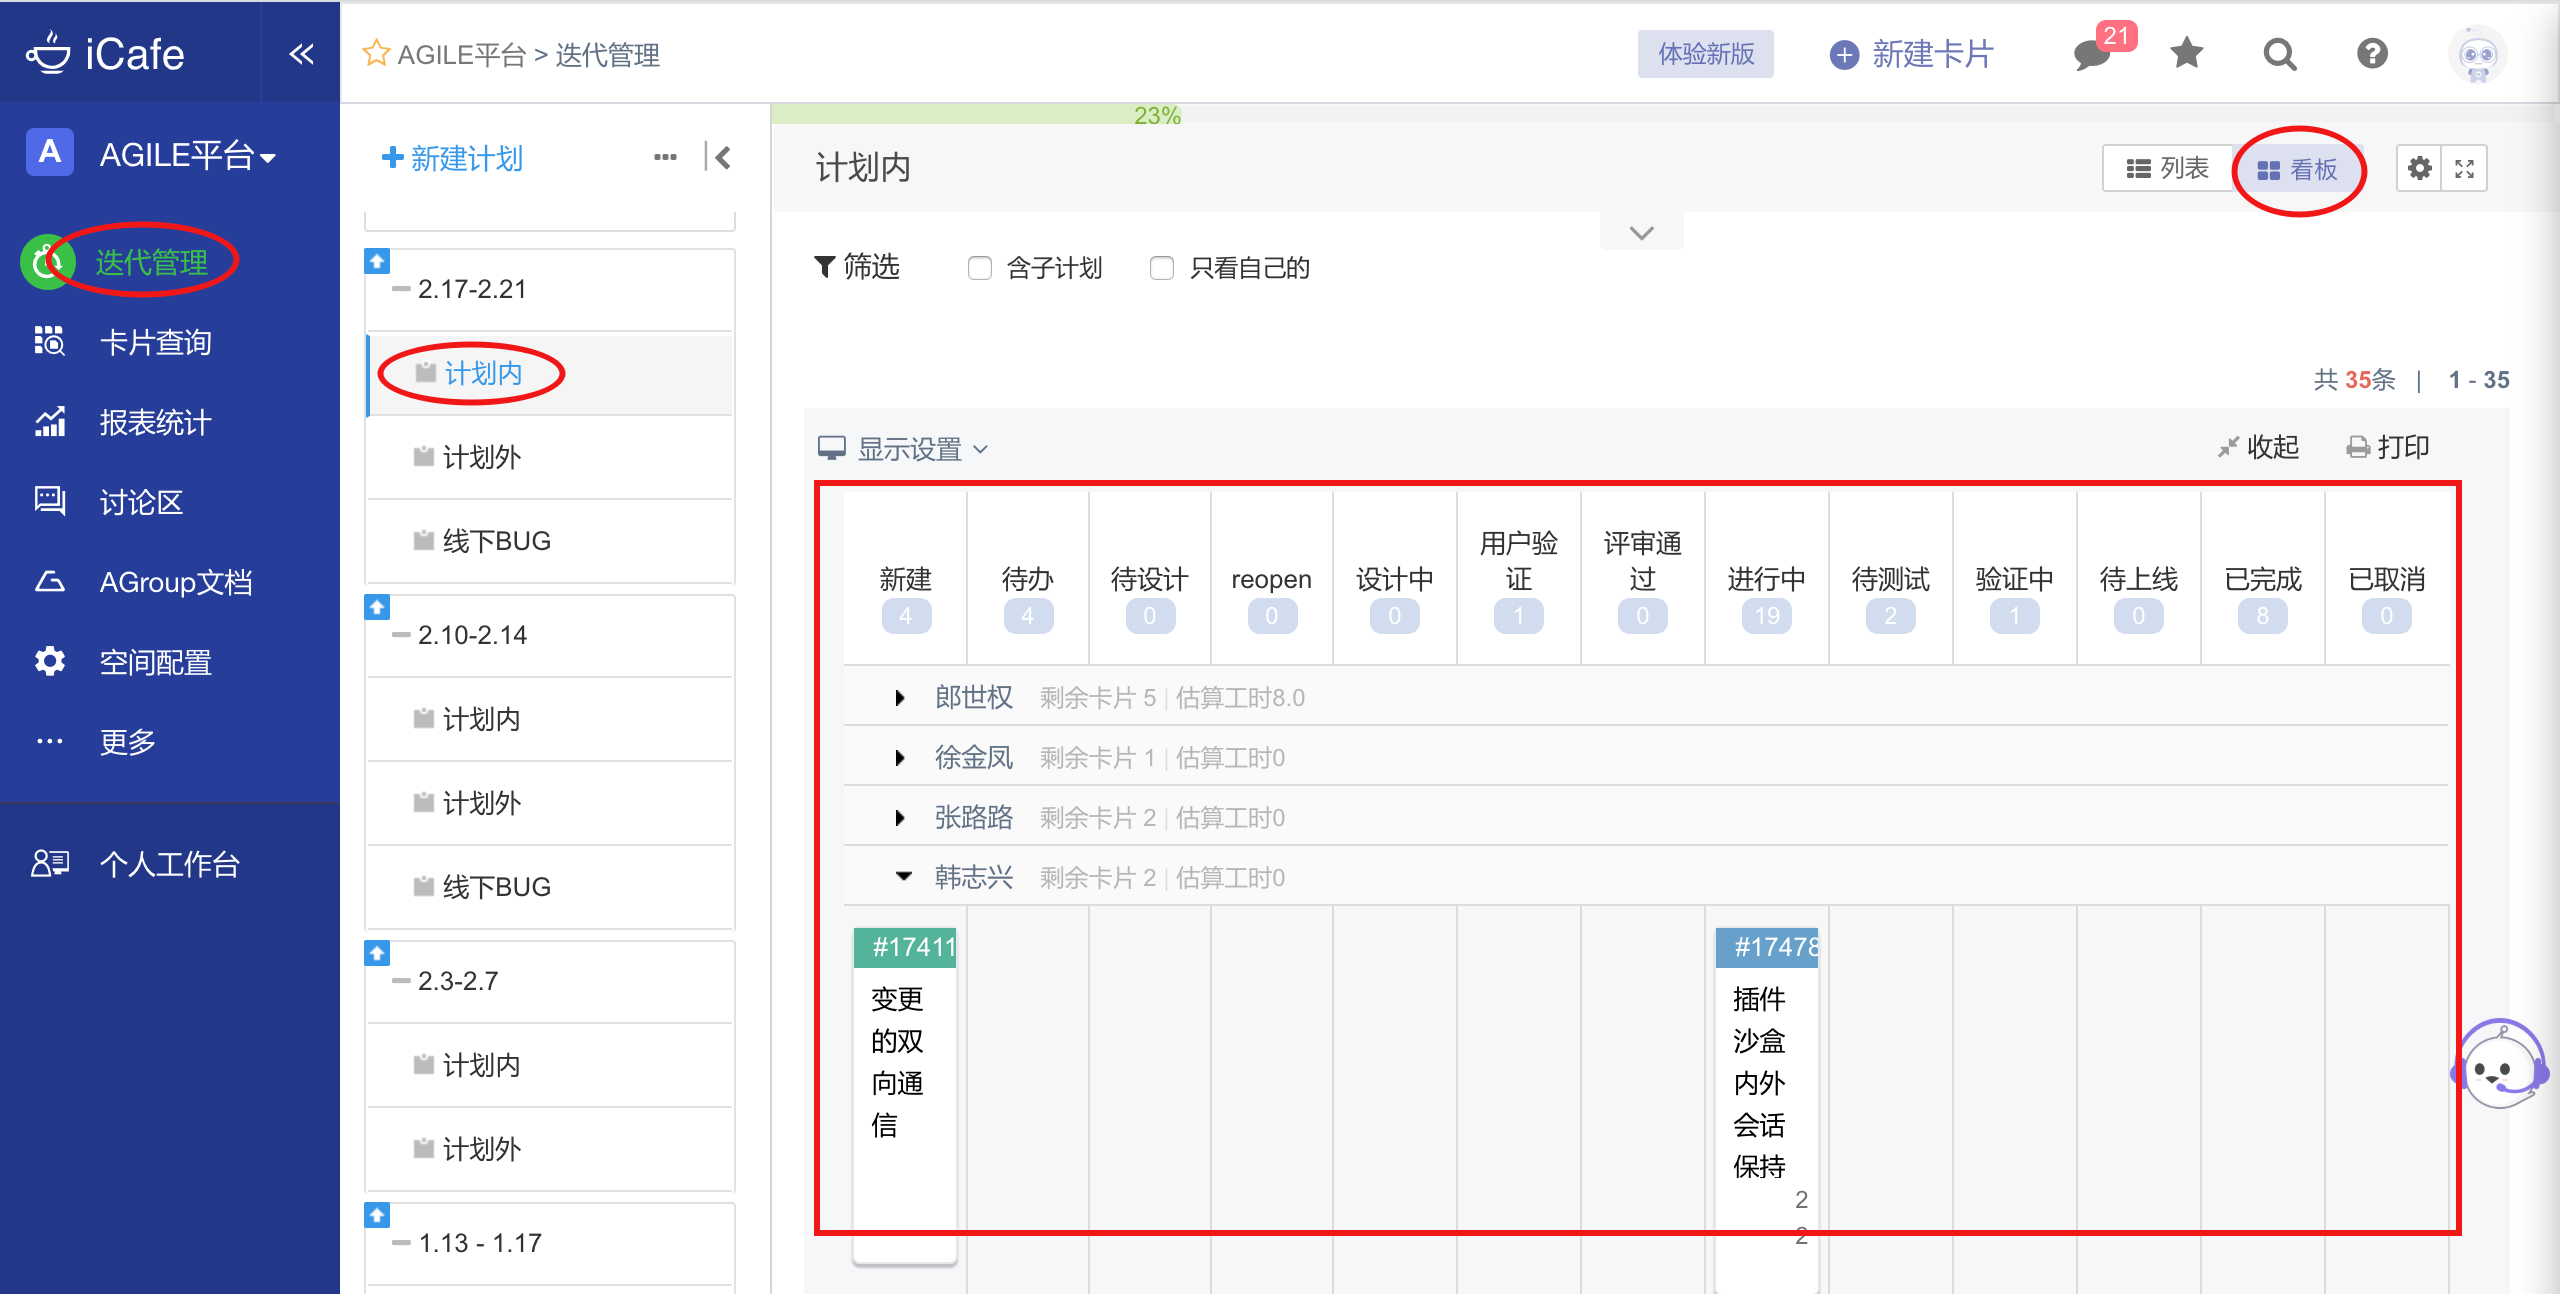 iCafe
AGILE平台 > 迭代管理
体验新版
新建卡片
21
A
AGILE平台
迭代管理
卡片查询
报表统计
讨论区
AGroup文档
空间配置
更多
个人工作台
新建计划
2.17-2.21
计划内
计划外
线下BUG
2.10-2.14
计划内
计划外
线下BUG
2.3-2.7
计划内
计划外
1.13 - 1.17
23%
计划内
列表
看板
筛选
含子计划
只看自己的
共 35条 | 1 - 35
显示设置
收起
打印
新建
4
待办
4
待设计
0
reopen
0
设计中
0
用户验
证
1
评审通
过
0
进行中
19
待测试
2
验证中
1
待上线
0
已完成
8
已取消
0
郎世权 剩余卡片 5 | 估算工时8.0
徐金凤 剩余卡片 1 | 估算工时0
张路路 剩余卡片 2 | 估算工时0
韩志兴 剩余卡片 2 | 估算工时0
#17411
变更
的双
向通
信
#17478
插件
沙盒
内外
会话
保持
2
2